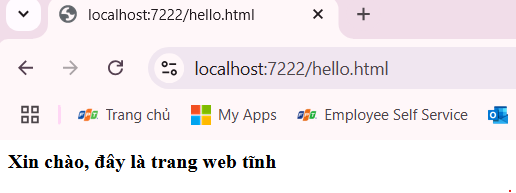 localhost:7222/hello.html
localhost:7222/hello.html
Trang chủ My Apps Employee Self Service
Xin chào, đây là trang web tĩnh